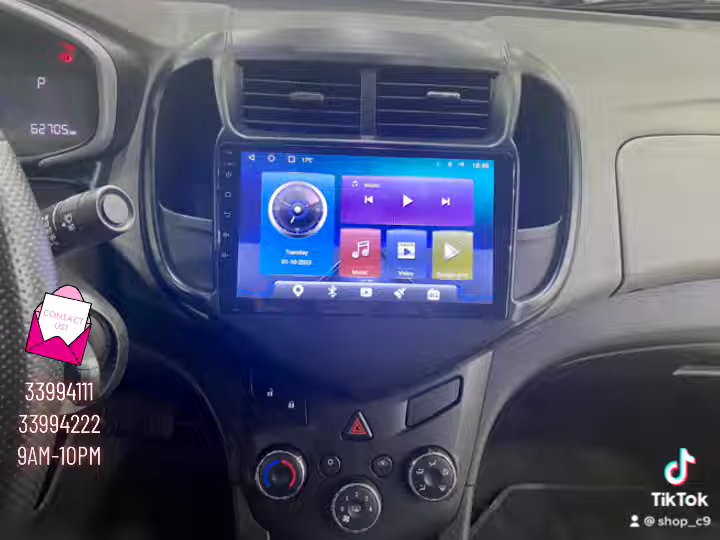 P
62705
17°C
Music
Tuesday
Music
Video
CONTACT
US!
33994111
33994222
9AM-10PM
TikTok
@shop_c9